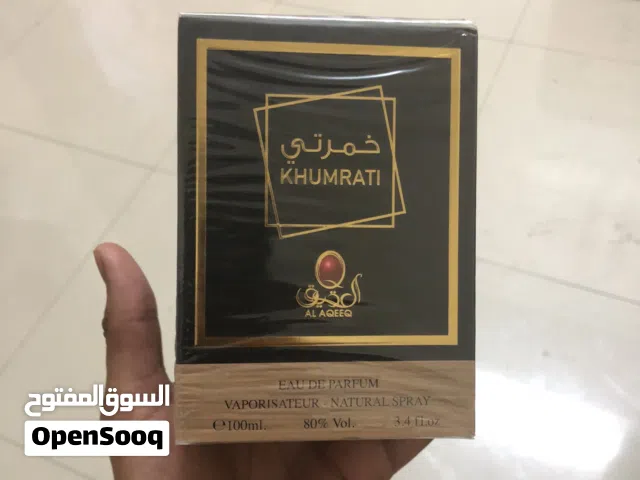 خمرتي
KHUMRATI
العقيق
AL AQEEQ
EAU DE PARFUM
VAPORISATEUR - NATURAL SPRAY
℮100ml. 80% Vol. 3.4 fl.oz
السوق المفتوح
OpenSooq